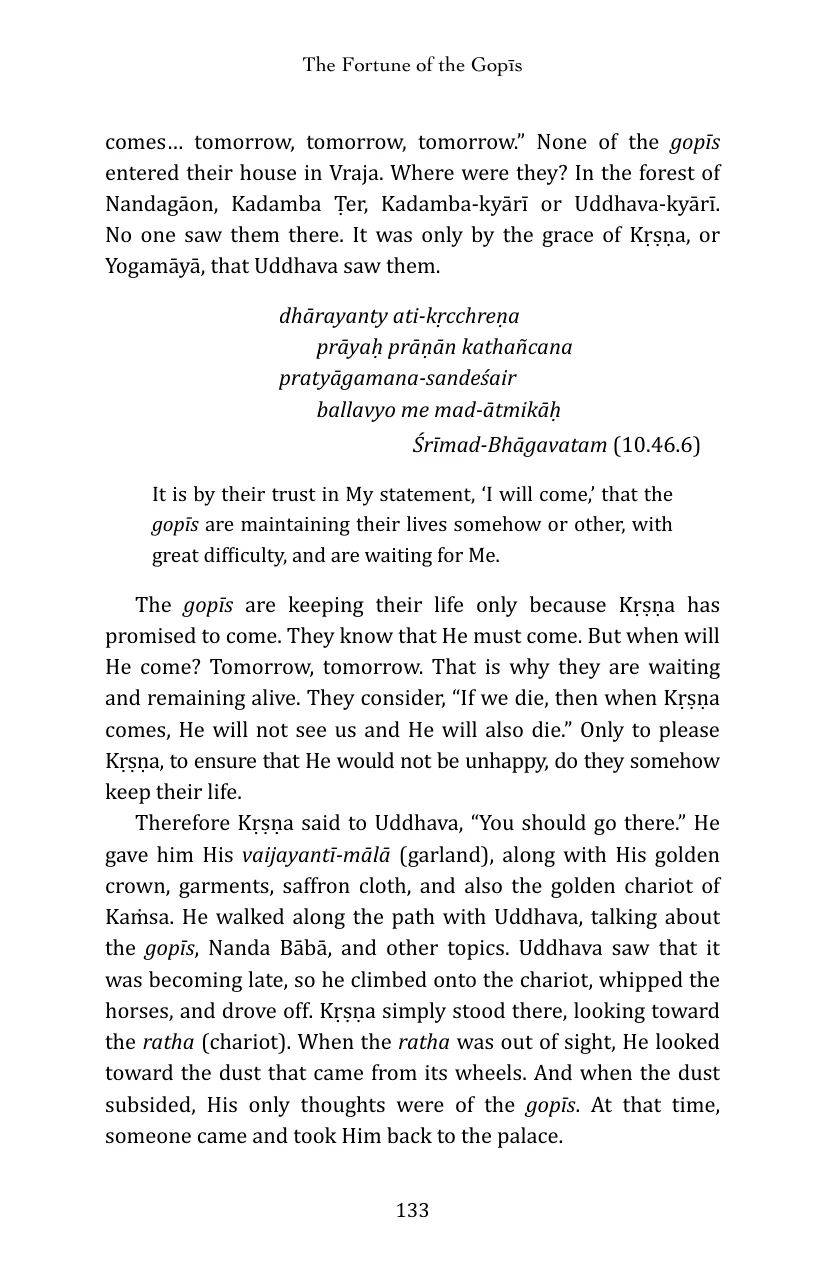 The Fortune of the Gopīs
comes… tomorrow, tomorrow, tomorrow.” None of the gopīs
entered their house in Vraja. Where were they? In the forest of
Nandagāon, Kadamba Ṭer, Kadamba-kyārī or Uddhava-kyārī.
No one saw them there. It was only by the grace of Kṛṣṇa, or
Yogamāyā, that Uddhava saw them.
dhārayanty ati-kṛcchreṇa
prāyaḥ prāṇān kathañcana
pratyāgamana-sandeśair
ballavyo me mad-ātmikāḥ
Śrīmad-Bhāgavatam (10.46.6)
It is by their trust in My statement, ‘I will come,’ that the
gopīs are maintaining their lives somehow or other, with
great difficulty, and are waiting for Me.
The gopīs are keeping their life only because Kṛṣṇa has
promised to come. They know that He must come. But when will
He come? Tomorrow, tomorrow. That is why they are waiting
and remaining alive. They consider, “If we die, then when Kṛṣṇa
comes, He will not see us and He will also die.” Only to please
Kṛṣṇa, to ensure that He would not be unhappy, do they somehow
keep their life.
Therefore Kṛṣṇa said to Uddhava, “You should go there.” He
gave him His vaijayantī-mālā (garland), along with His golden
crown, garments, saffron cloth, and also the golden chariot of
Kaṁsa. He walked along the path with Uddhava, talking about
the gopīs, Nanda Bābā, and other topics. Uddhava saw that it
was becoming late, so he climbed onto the chariot, whipped the
horses, and drove off. Kṛṣṇa simply stood there, looking toward
the ratha (chariot). When the ratha was out of sight, He looked
toward the dust that came from its wheels. And when the dust
subsided, His only thoughts were of the gopīs. At that time,
someone came and took Him back to the palace.
133